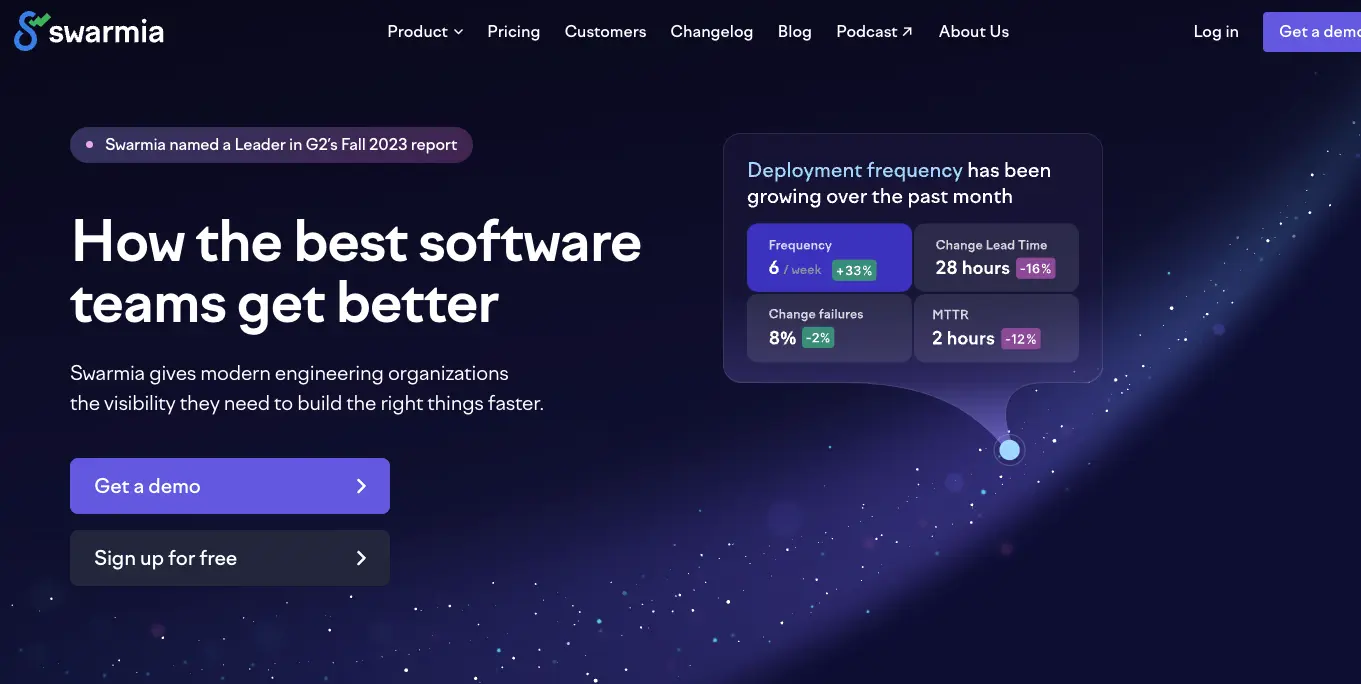 swarmia
Product
Pricing
Customers
Changelog
Blog
Podcast ↗
About Us
Log in
Get a demo
Swarmia named a Leader in G2's Fall 2023 report
How the best software
teams get better
Swarmia gives modern engineering organizations
the visibility they need to build the right things faster.
Get a demo
Sign up for free
Deployment frequency has been
growing over the past month
Frequency
6 / week +33%
Change Lead Time
28 hours -16%
Change failures
8% -2%
MTTR
2 hours -12%